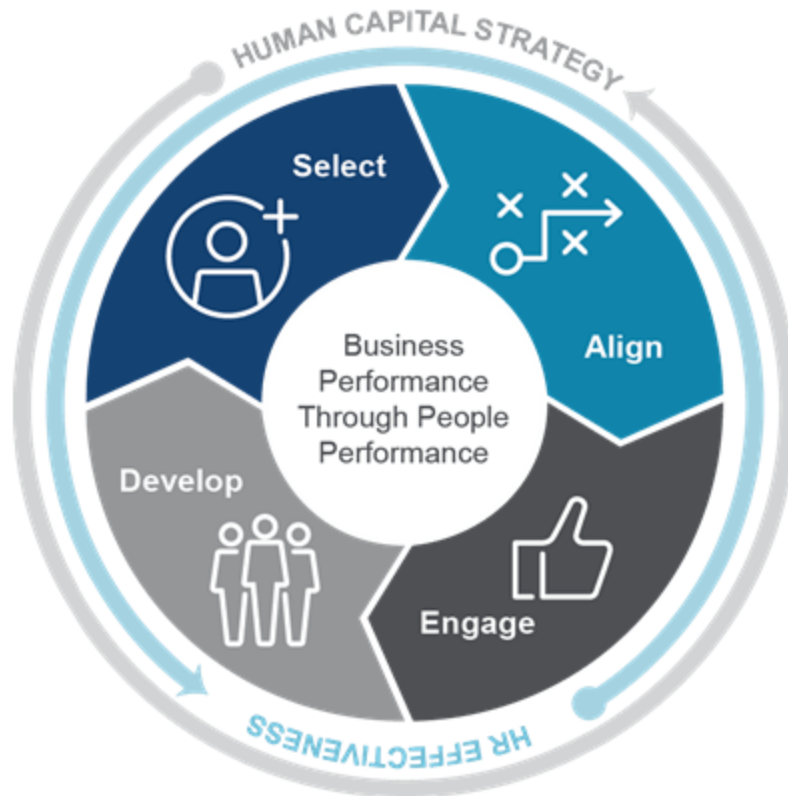 HUMAN CAPITAL STRATEGY
Select
Align
Business
Performance
Through People
Performance
Develop
Engage
HR EFFECTIVENESS